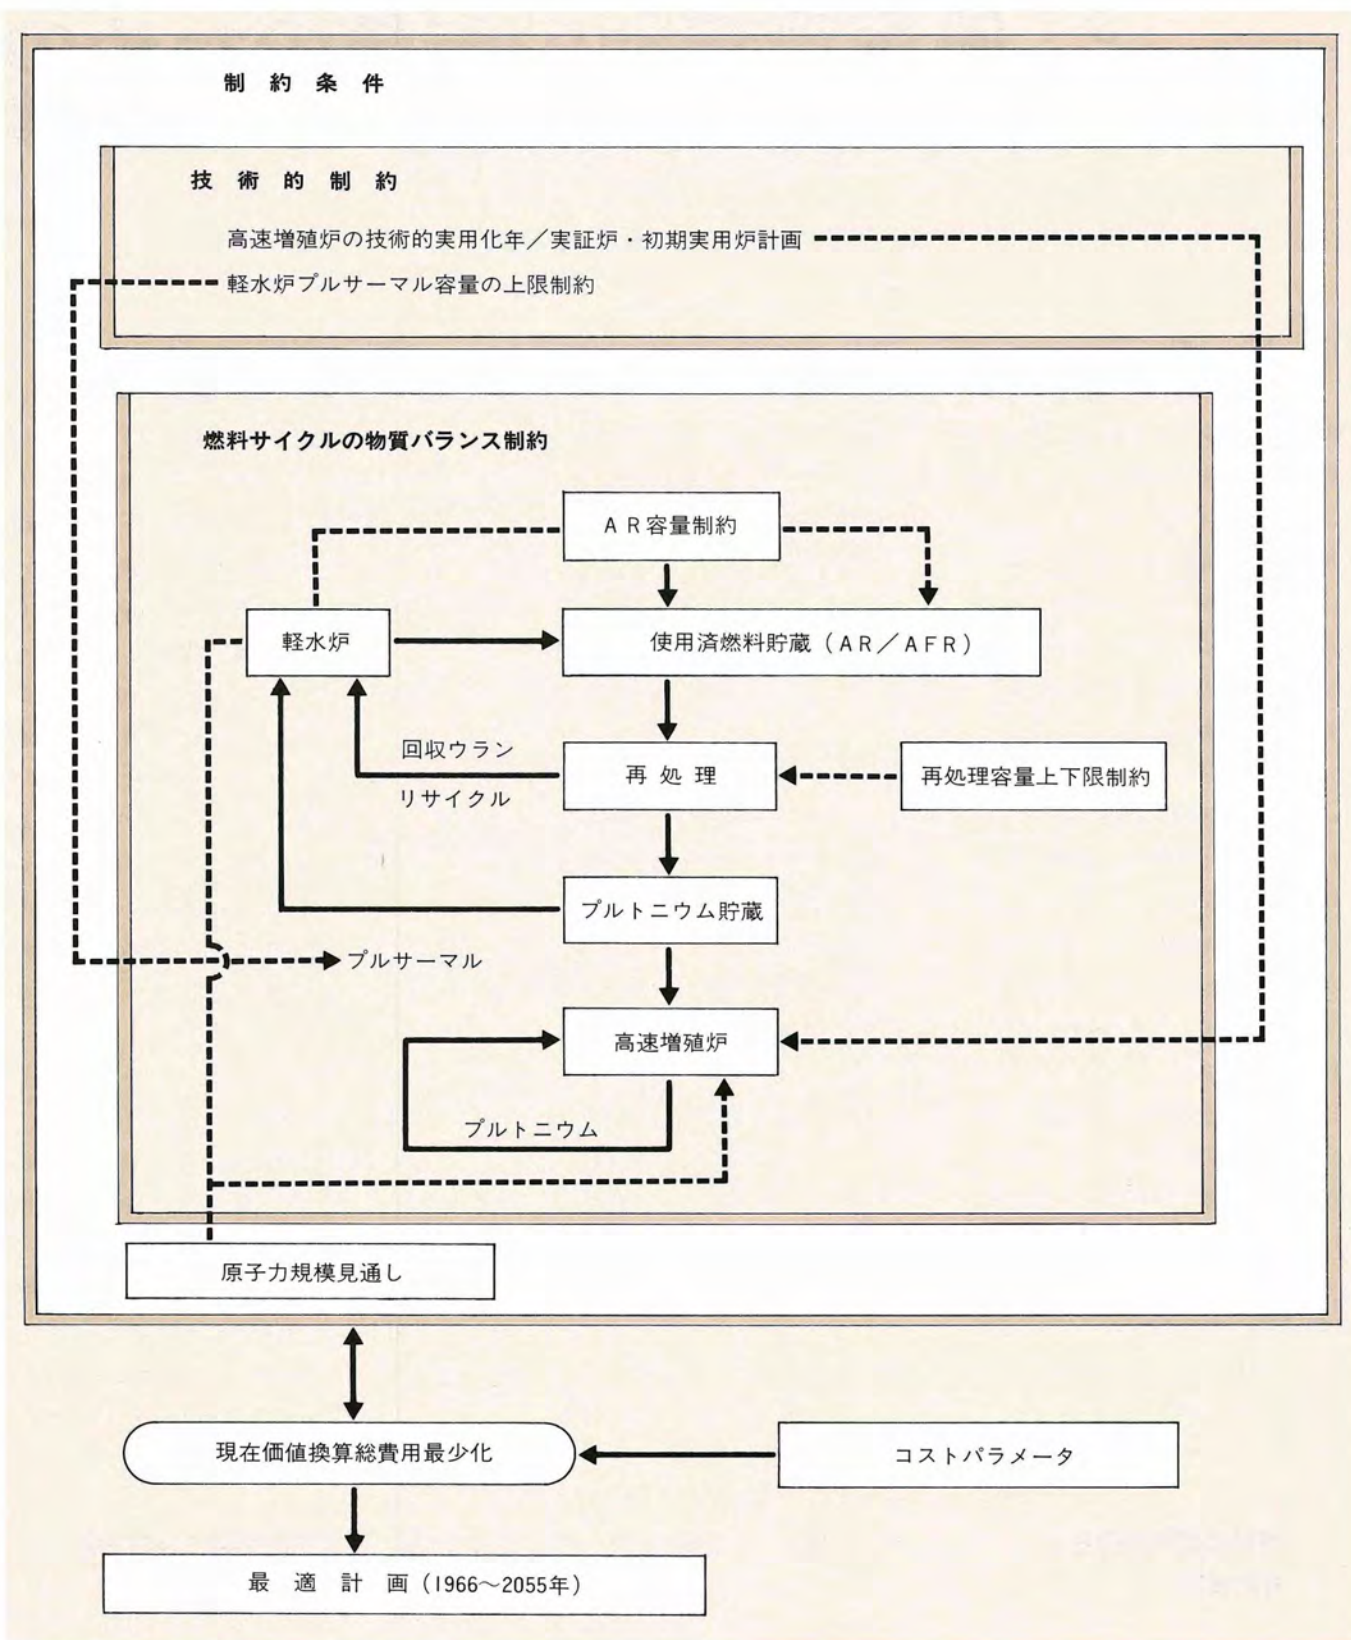 制約条件
技術的制約
高速増殖炉の技術的実用化年／実証炉・初期実用炉計画
軽水炉プルサーマル容量の上限制約
燃料サイクルの物質バランス制約
AR容量制約
軽水炉
使用済燃料貯蔵（AR／AFR）
回収ウラン
リサイクル
再処理
再処理容量上下限制約
プルトニウム貯蔵
プルサーマル
高速増殖炉
プルトニウム
原子力規模見通し
現在価値換算総費用最少化
コストパラメータ
最適計画（1966～2055年）